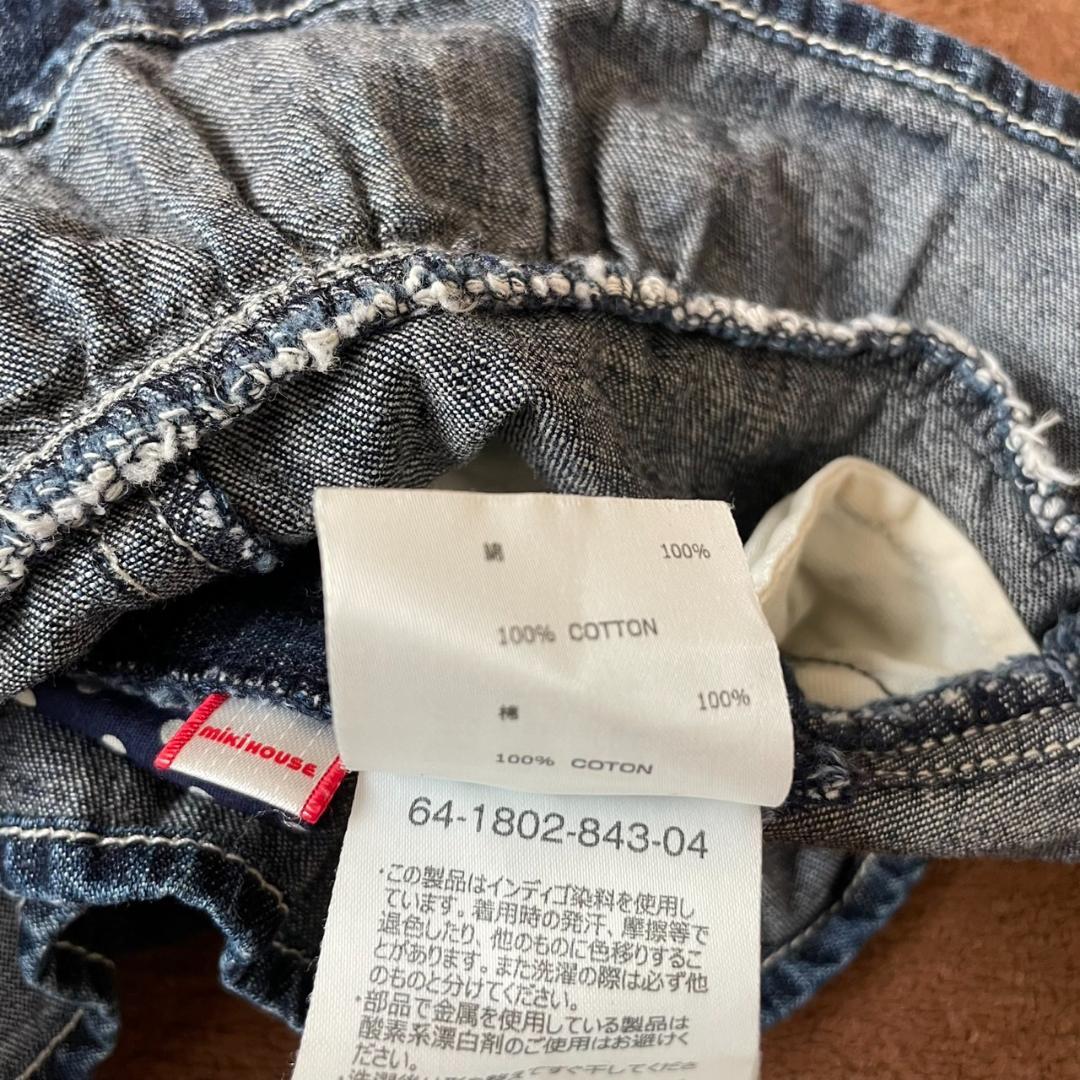 綿 100%
100% COTTON
棉 100%
100% COTON
miKiHOUSE
64-1802-843-04
・この製品はインディゴ染料を使用し
ています。着用時の発汗、摩擦等で
退色したり、他のものに色移りするこ
とがあります。また洗濯の際は必ず他
のものと分けてください。
・部品で金属を使用している製品は
酸素系漂白剤のご使用はお避けく
ださい。